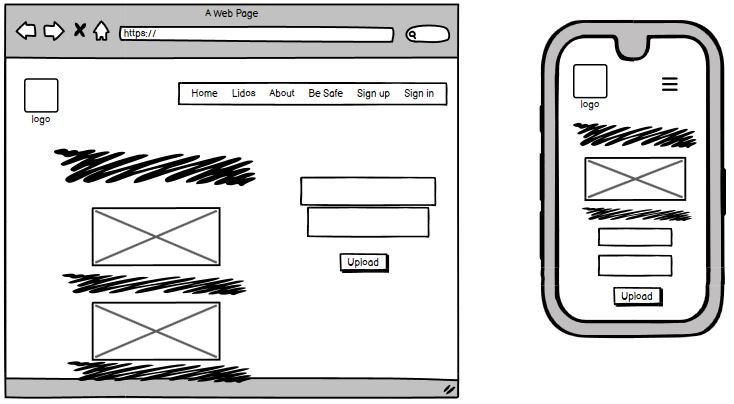 A Web Page
https://
logo
Home Lidos About Be Safe Sign up Sign in
Upload
logo
Upload